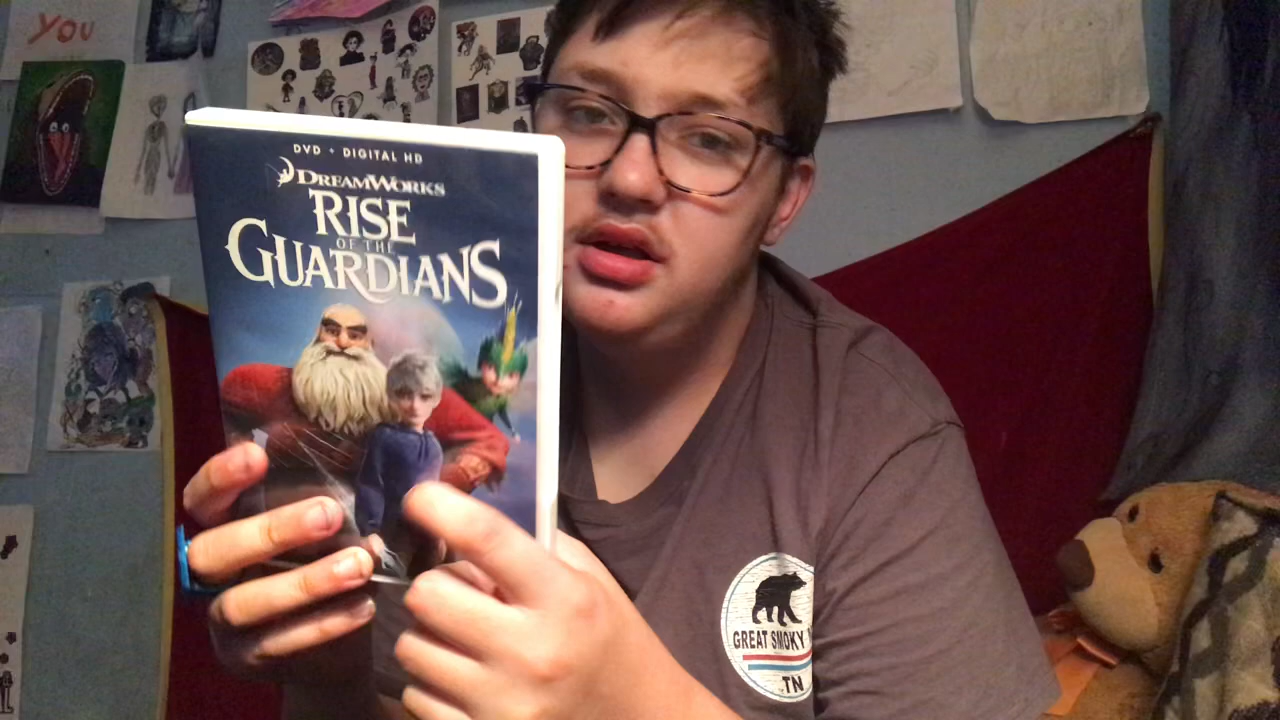 YOU
DVD + DIGITAL HD
DREAMWORKS
RISE
OF THE
GUARDIANS
GREAT SMOKY
TN